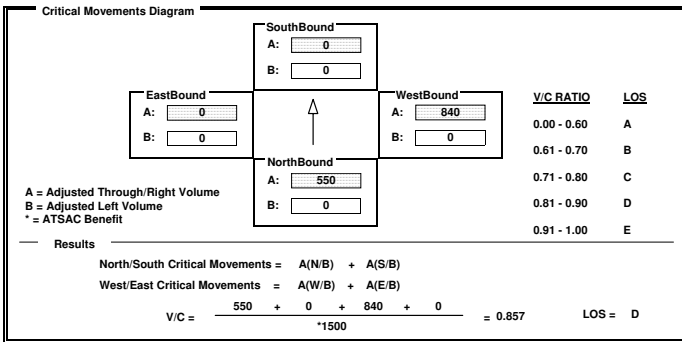 Critical Movements Diagram
SouthBound
A: 0
B: 0
EastBound
A: 0
B: 0
WestBound
A: 840
B: 0
NorthBound
A: 550
B: 0
V/C RATIO LOS
0.00 - 0.60 A
0.61 - 0.70 B
0.71 - 0.80 C
0.81 - 0.90 D
0.91 - 1.00 E
A = Adjusted Through/Right Volume
B = Adjusted Left Volume
* = ATSAC Benefit
Results
North/South Critical Movements = A(N/B) + A(S/B)
West/East Critical Movements = A(W/B) + A(E/B)
V/C = 550 + 0 + 840 + 0 = 0.857 LOS = D
*1500